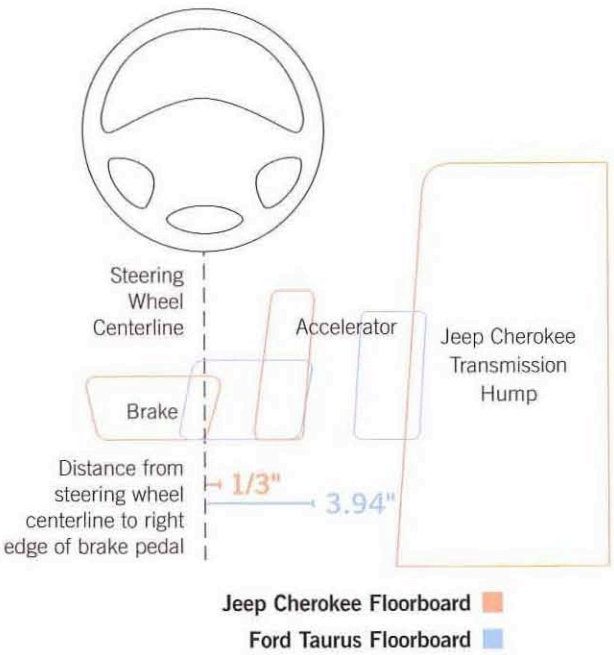 Steering
Wheel
Centerline
Accelerator
Jeep Cherokee
Transmission
Hump
Brake
Distance from
steering wheel
centerline to right
edge of brake pedal
1/3"
3.94"
Jeep Cherokee Floorboard
Ford Taurus Floorboard